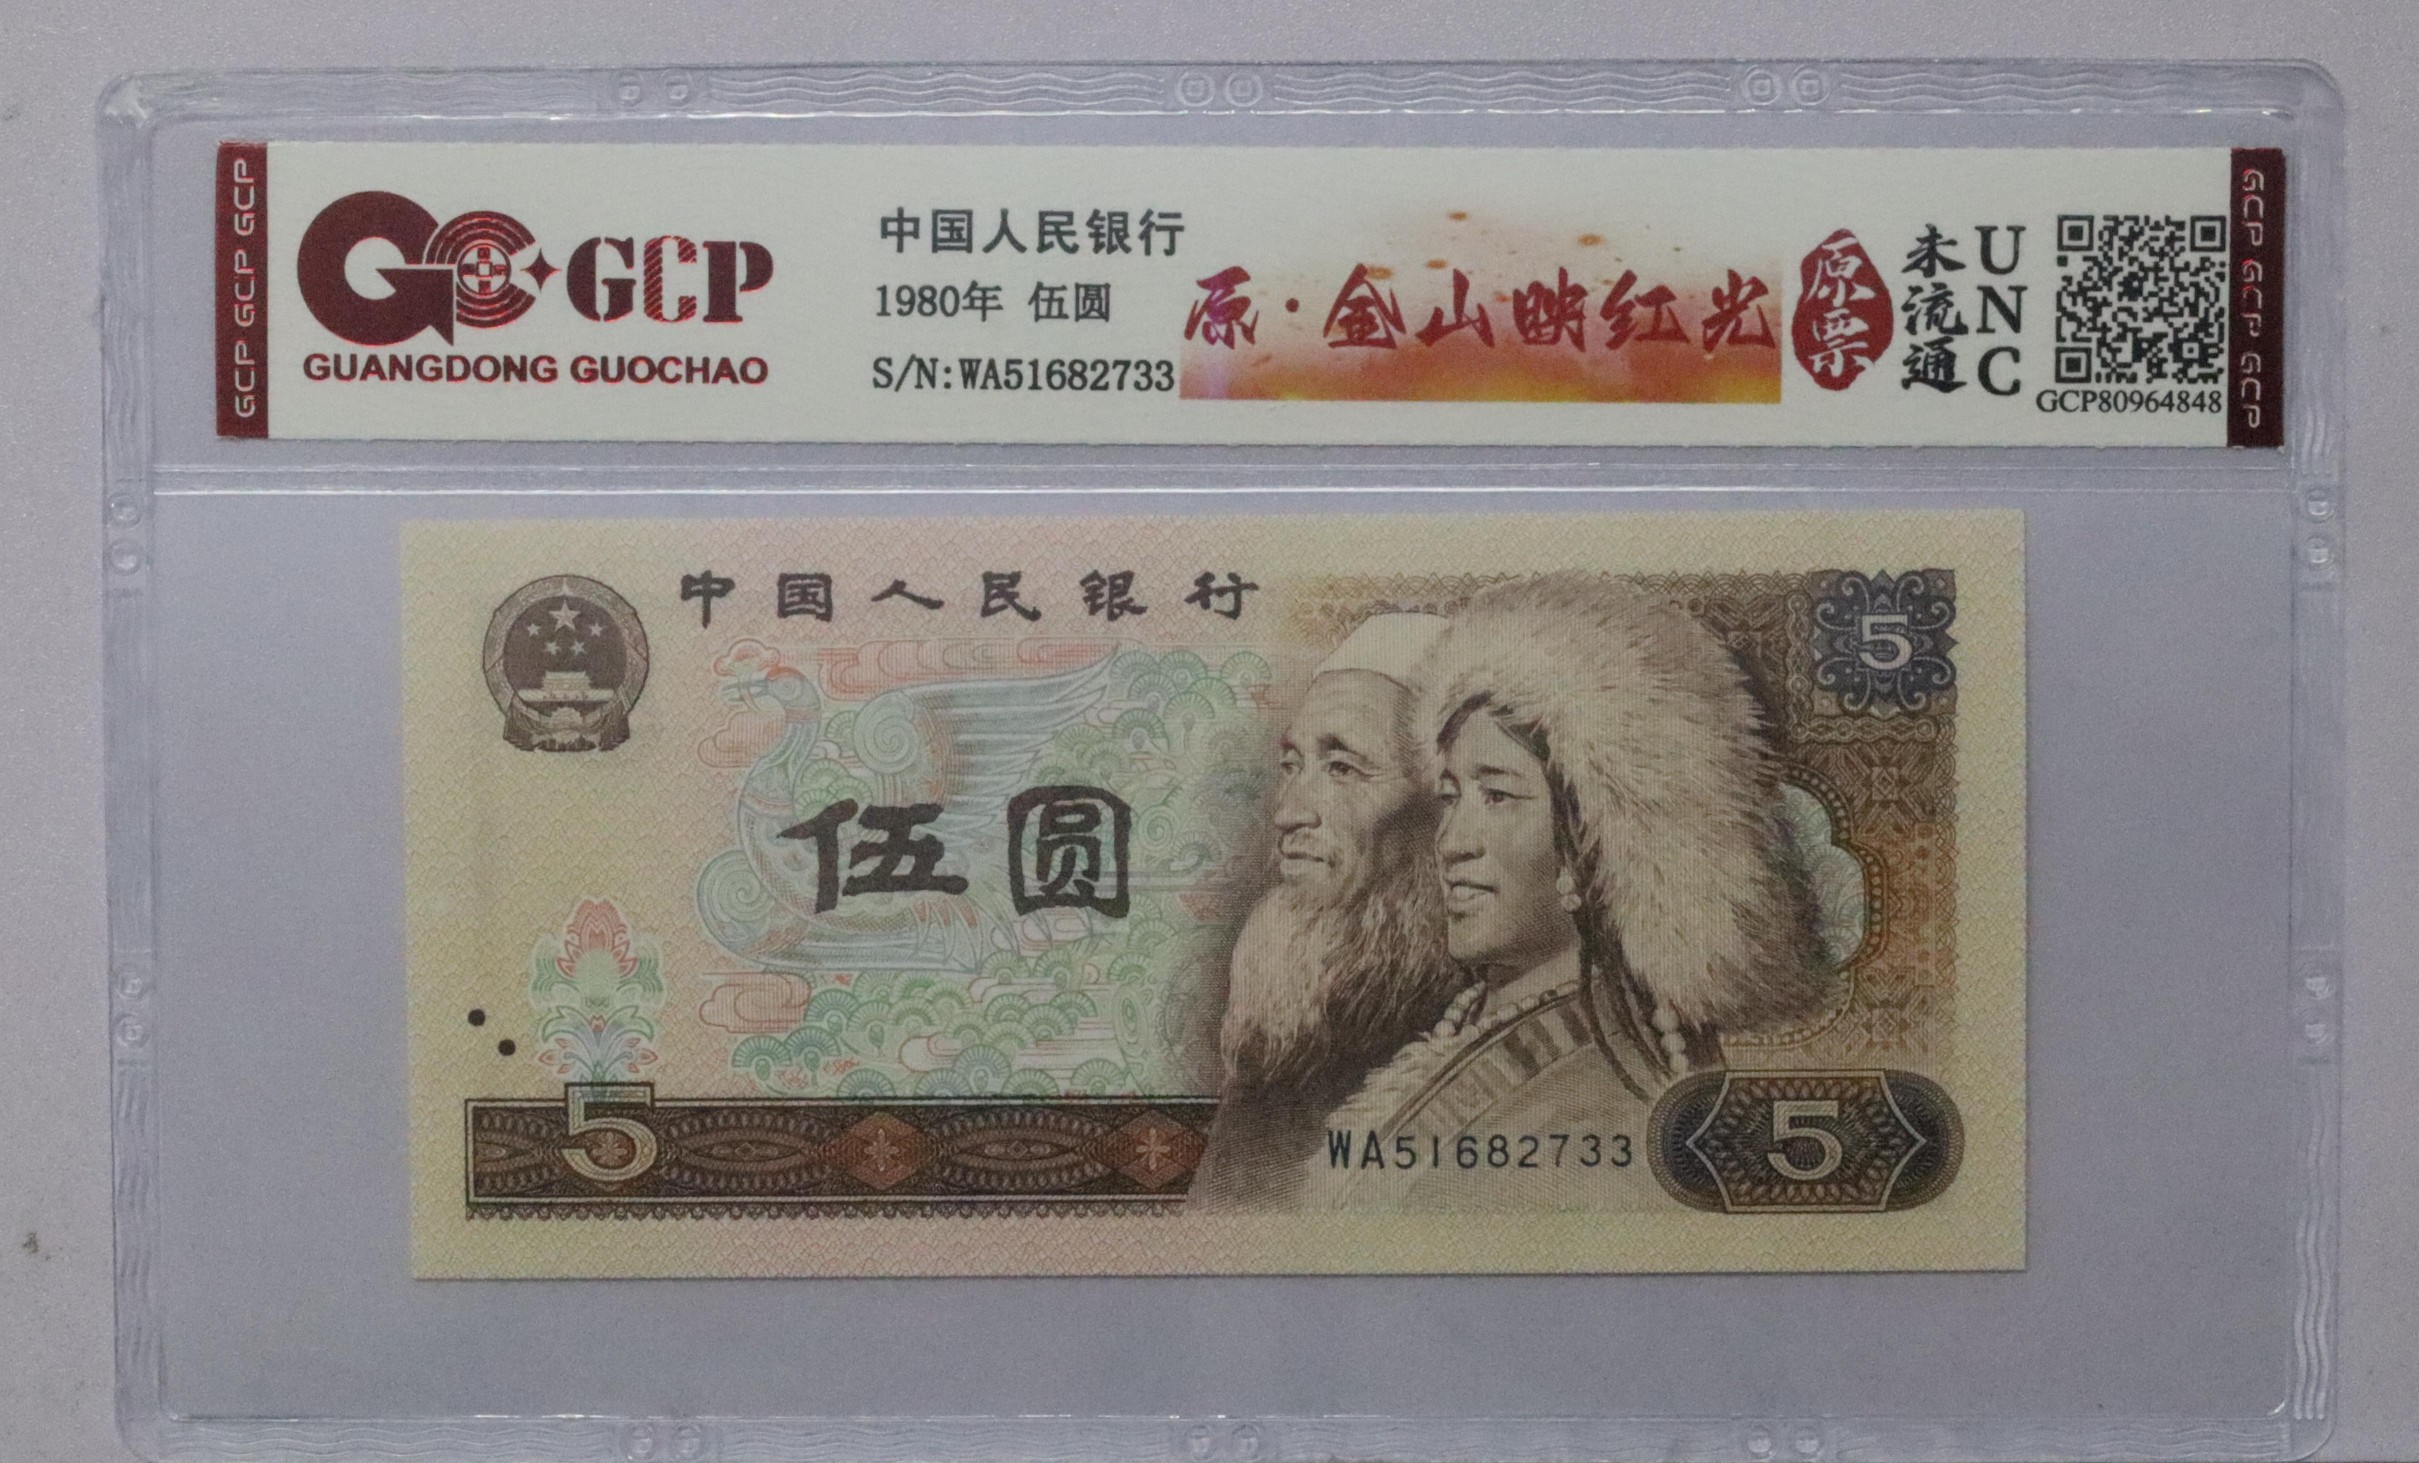 GCP GCP GCP
GCP
GUANGDONG GUOCHAO
中国人民银行
1980年 伍圆
S/N:WA51682733
原·金山映红光
原票
未流通
UNC
GCP80964848
GCP GCP GCP
中国人民银行
5
伍圆
5
WA51682733
5